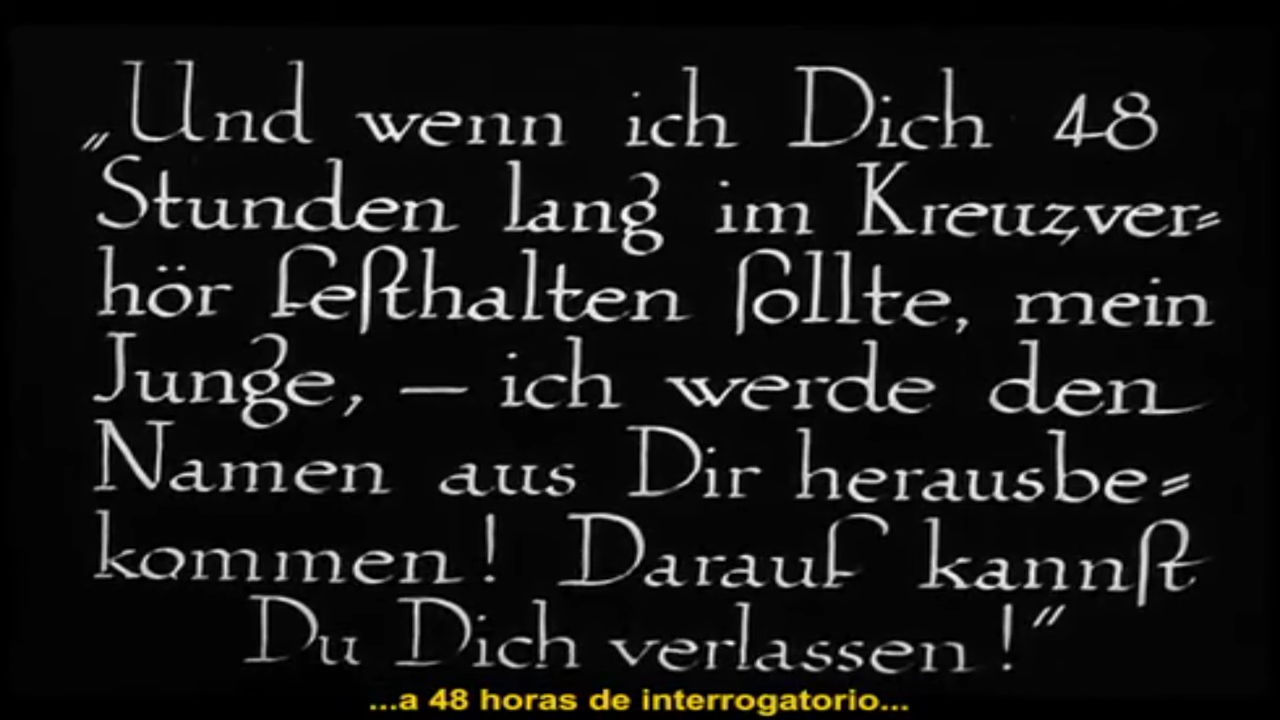 „Und wenn ich Dich 48
Stunden lang im Kreuzver⸗
hör feſthalten ſollte, mein
Junge, — ich werde den
Namen aus Dir herausbe⸗
kommen! Darauf kannſt
Du Dich verlassen!“
...a 48 horas de interrogatorio...